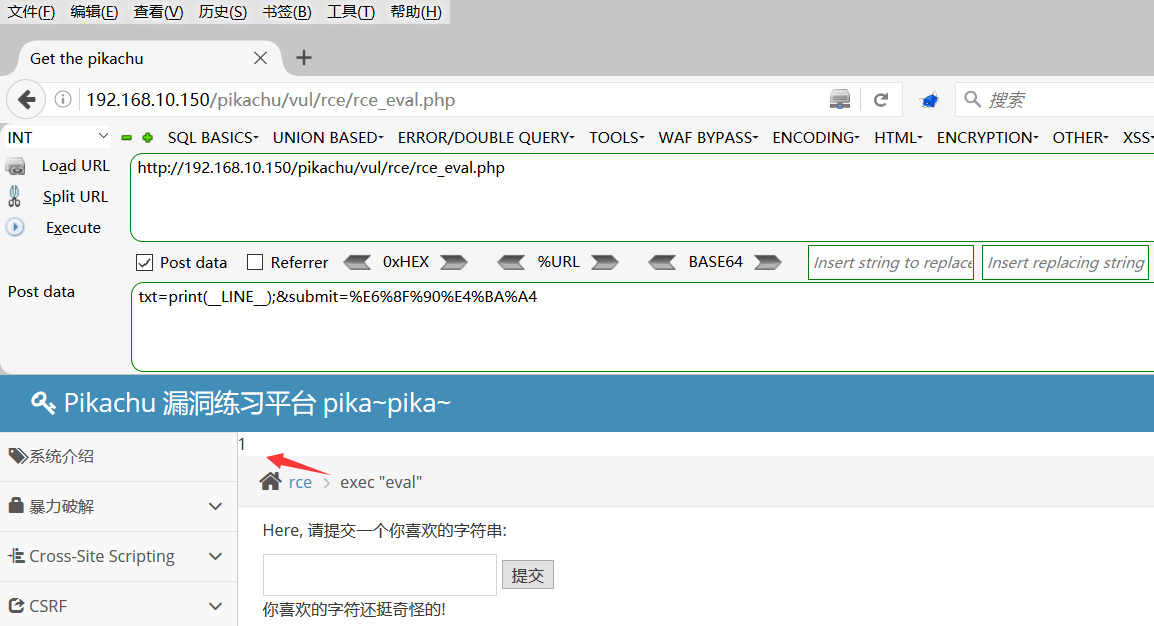 文件(F) 编辑(E) 查看(V) 历史(S) 书签(B) 工具(T) 帮助(H)
Get the pikachu
192.168.10.150/pikachu/vul/rce/rce_eval.php 搜索
INT SQL BASICS UNION BASED ERROR/DOUBLE QUERY TOOLS WAF BYPASS ENCODING HTML ENCRYPTION OTHER XSS
Load URL http://192.168.10.150/pikachu/vul/rce/rce_eval.php
Split URL
Execute
Post data Referrer 0xHEX %URL BASE64 Insert string to replace Insert replacing string
Post data txt=print(__LINE__);&submit=%E6%8F%90%E4%BA%A4
Pikachu 漏洞练习平台 pika~pika~
1
系统介绍
rce > exec "eval"
暴力破解
Here, 请提交一个你喜欢的字符串:
Cross-Site Scripting
提交
CSRF
你喜欢的字符还挺奇怪的!